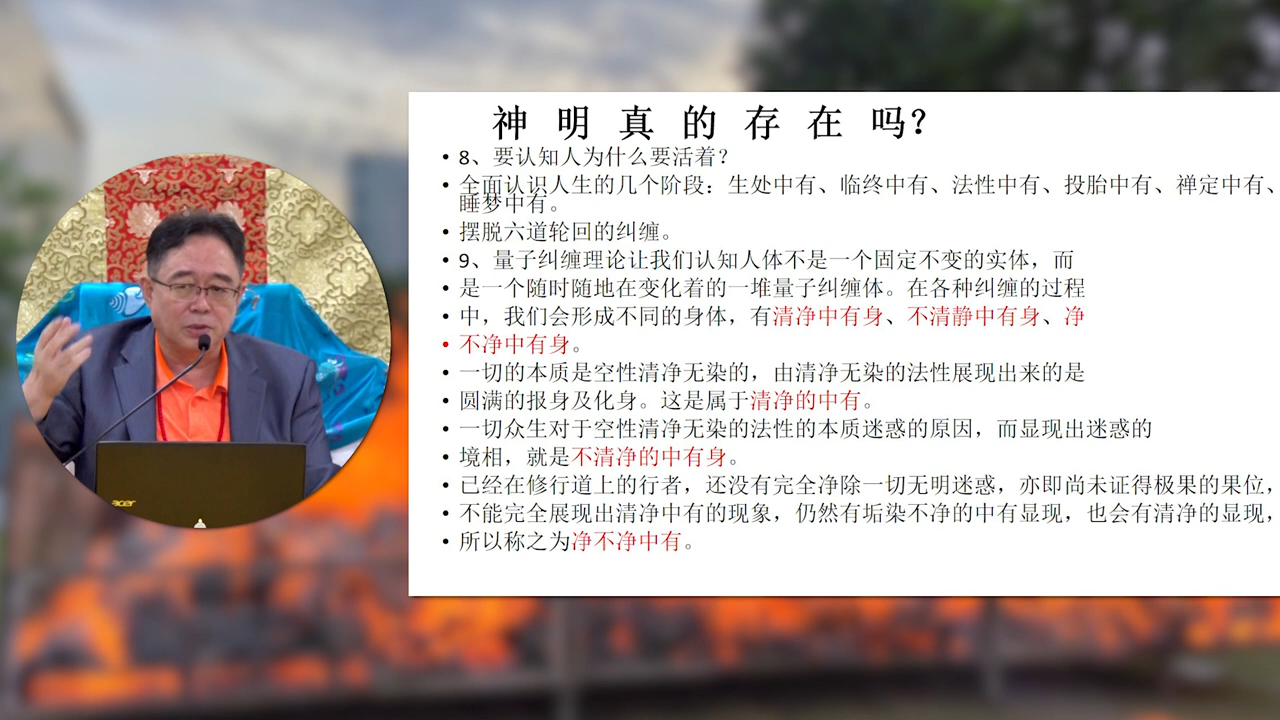 神明真的存在吗？
• 8、要认知人为什么要活着？
• 全面认识人生的几个阶段：生处中有、临终中有、法性中有、投胎中有、禅定中有、
睡梦中有。
• 摆脱六道轮回的纠缠。
• 9、量子纠缠理论让我们认知人体不是一个固定不变的实体，而
• 是一个随时随地在变化着的一堆量子纠缠体。在各种纠缠的过程
• 中，我们会形成不同的身体，有清净中有身、不清静中有身、净
• 不净中有身。
• 一切的本质是空性清净无染的，由清净无染的法性展现出来的是
• 圆满的报身及化身。这是属于清净的中有。
• 一切众生对于空性清净无染的法性的本质迷惑的原因，而显现出迷惑的
• 境相，就是不清净的中有身。
• 已经在修行道上的行者，还没有完全净除一切无明迷惑，亦即尚未证得极果的果位，
• 不能完全展现出清净中有的现象，仍然有垢染不净的中有显现，也会有清净的显现，
• 所以称之为净不净中有。
acer